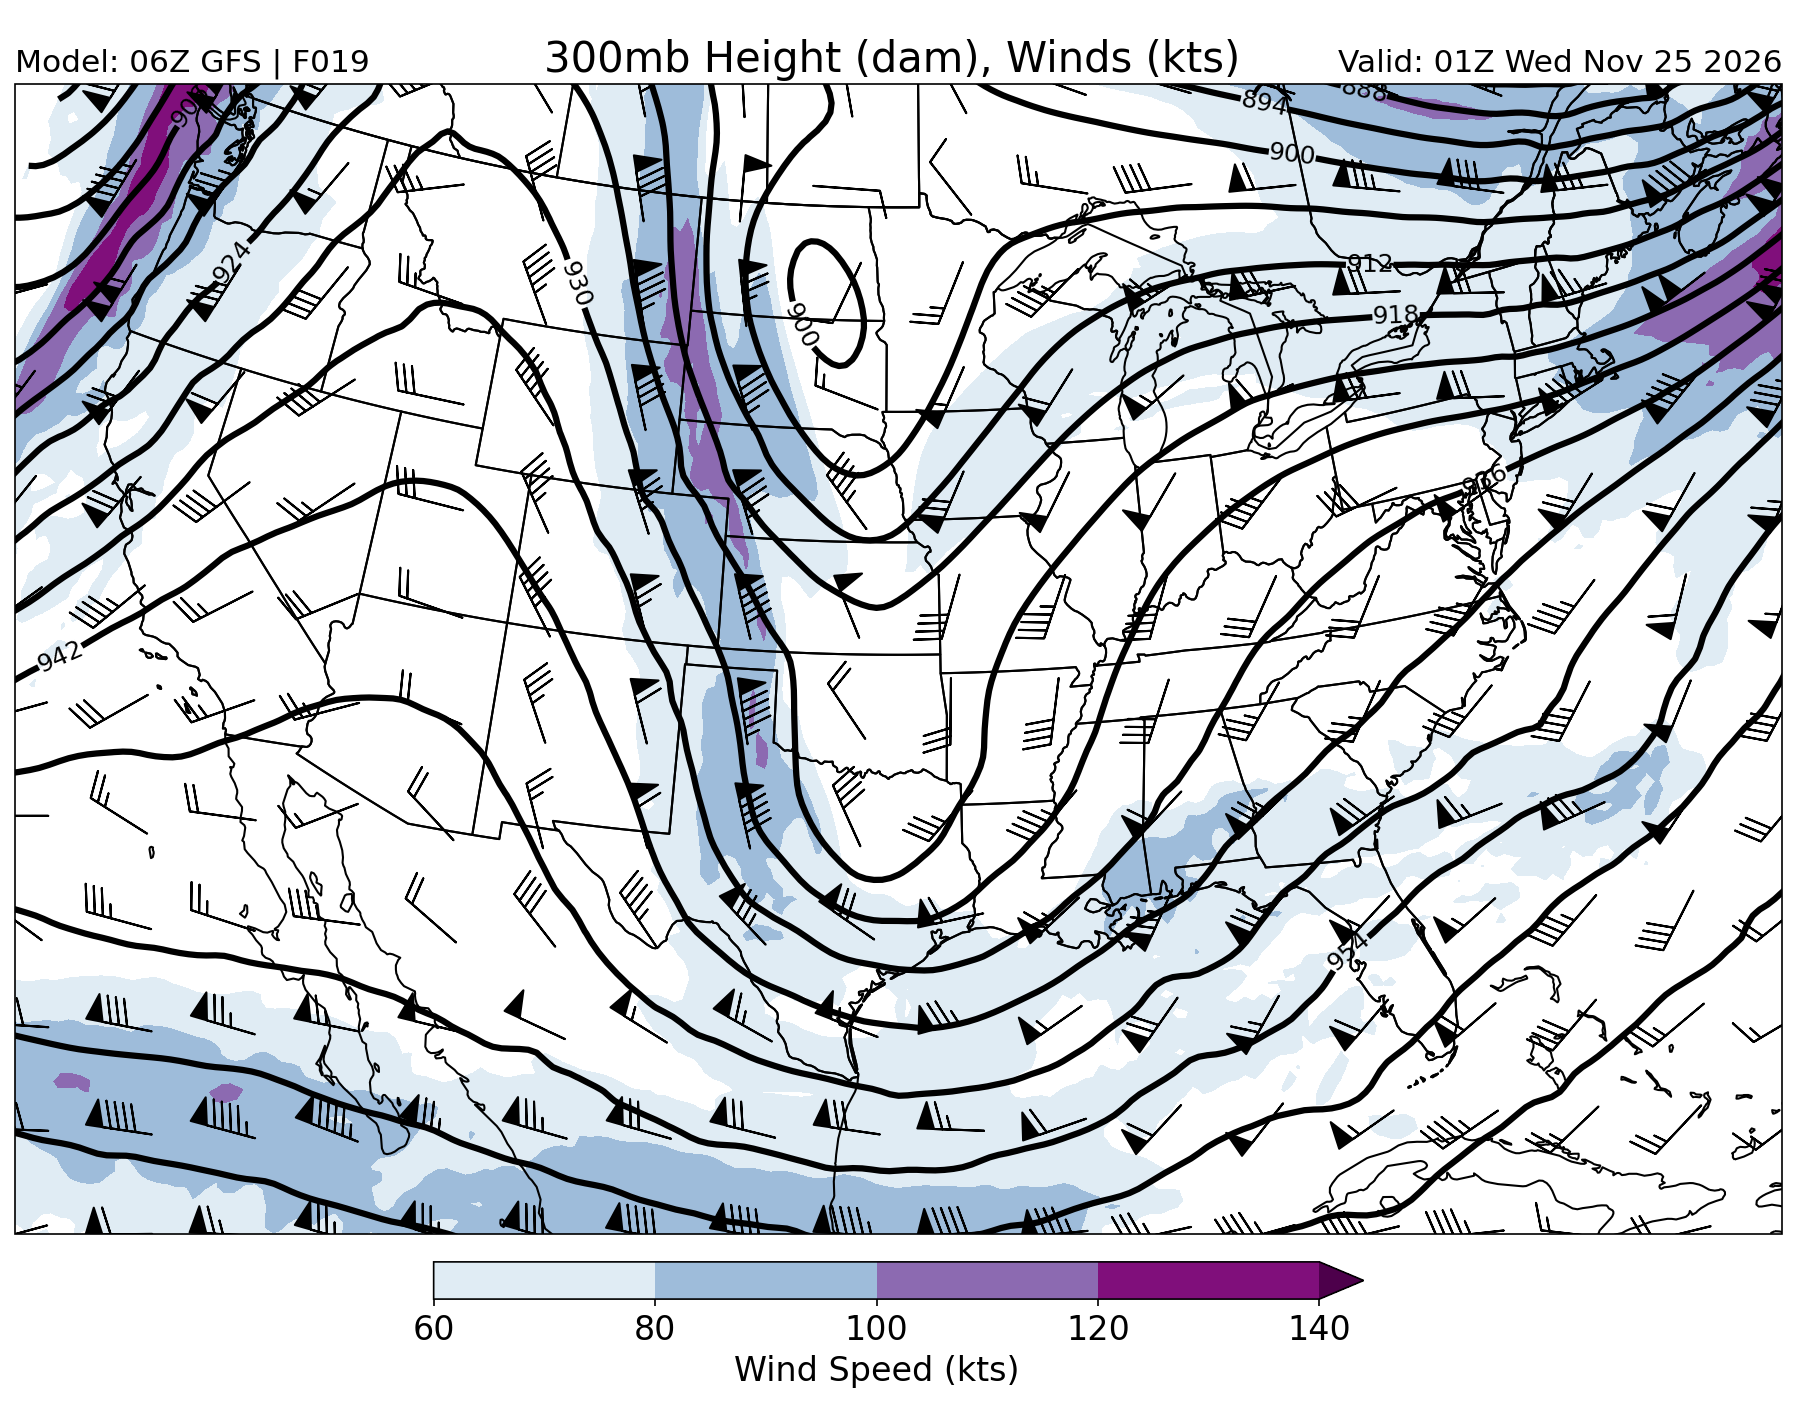 Model: 06Z GFS | F019
300mb Height (dam), Winds (kts)
Valid: 01Z Wed Nov 25 2026
888
894
900
900
912
918
924
930
936
942
954
60 80 100 120 140
Wind Speed (kts)